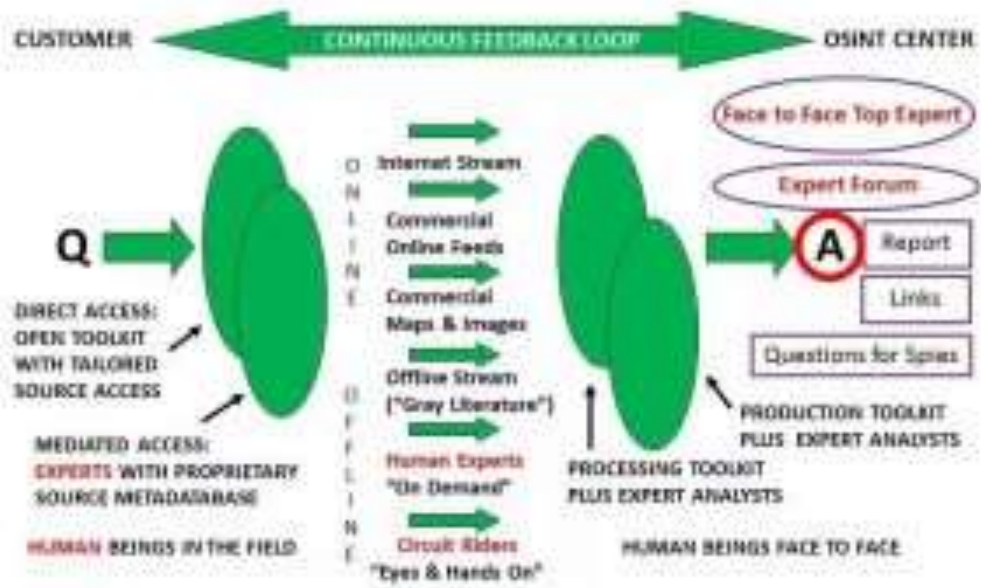 CUSTOMER
CONTINUOUS FEEDBACK LOOP
OSINT CENTER
Face to Face Top Expert
Expert Forum
Q
A
Report
Links
Questions for Spies
DIRECT ACCESS:
OPEN TOOLKIT
WITH TAILORED
SOURCE ACCESS
MEDIATED ACCESS:
EXPERTS WITH PROPRIETARY
SOURCE METADATABASE
HUMAN BEINGS IN THE FIELD
ONLINE
Internet Stream
Commercial
Online Feeds
Commercial
Maps & Images
OFFLINE
Offline Stream
("Gray Literature")
Human Experts
"On Demand"
Circuit Riders
"Eyes & Hands On"
PROCESSING TOOLKIT
PLUS EXPERT ANALYSTS
PRODUCTION TOOLKIT
PLUS EXPERT ANALYSTS
HUMAN BEINGS FACE TO FACE